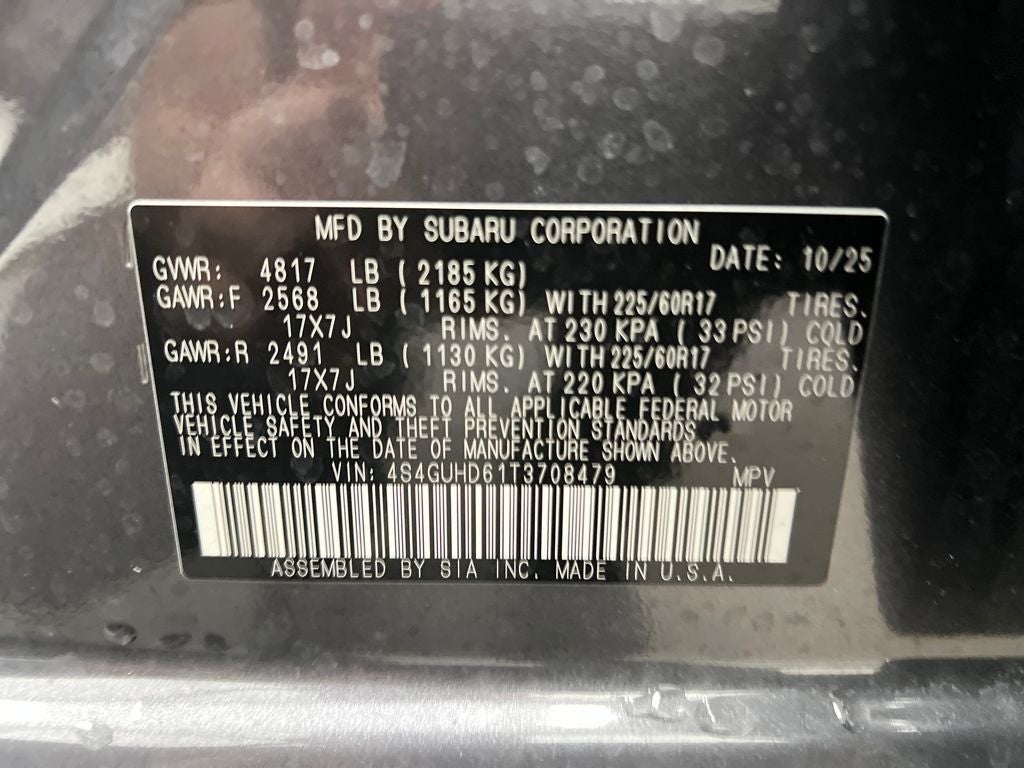 MFD BY SUBARU CORPORATION
DATE: 10/25
GVWR: 4817 LB ( 2185 KG)
GAWR:F 2568 LB ( 1165 KG) WITH 225/60R17 TIRES.
17X7J RIMS. AT 230 KPA ( 33 PSI) COLD
GAWR:R 2491 LB ( 1130 KG) WITH 225/60R17 TIRES.
17X7J RIMS. AT 220 KPA ( 32 PSI) COLD
THIS VEHICLE CONFORMS TO ALL APPLICABLE FEDERAL MOTOR
VEHICLE SAFETY AND THEFT PREVENTION STANDARDS
IN EFFECT ON THE DATE OF MANUFACTURE SHOWN ABOVE.
VIN: 4S4GUHD61T3708479 MPV
ASSEMBLED BY SIA INC. MADE IN U.S.A.